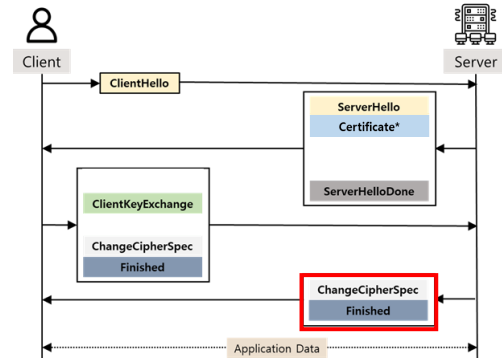 Client
Server
ClientHello
ServerHello
Certificate*
ServerHelloDone
ClientKeyExchange
ChangeCipherSpec
Finished
ChangeCipherSpec
Finished
Application Data